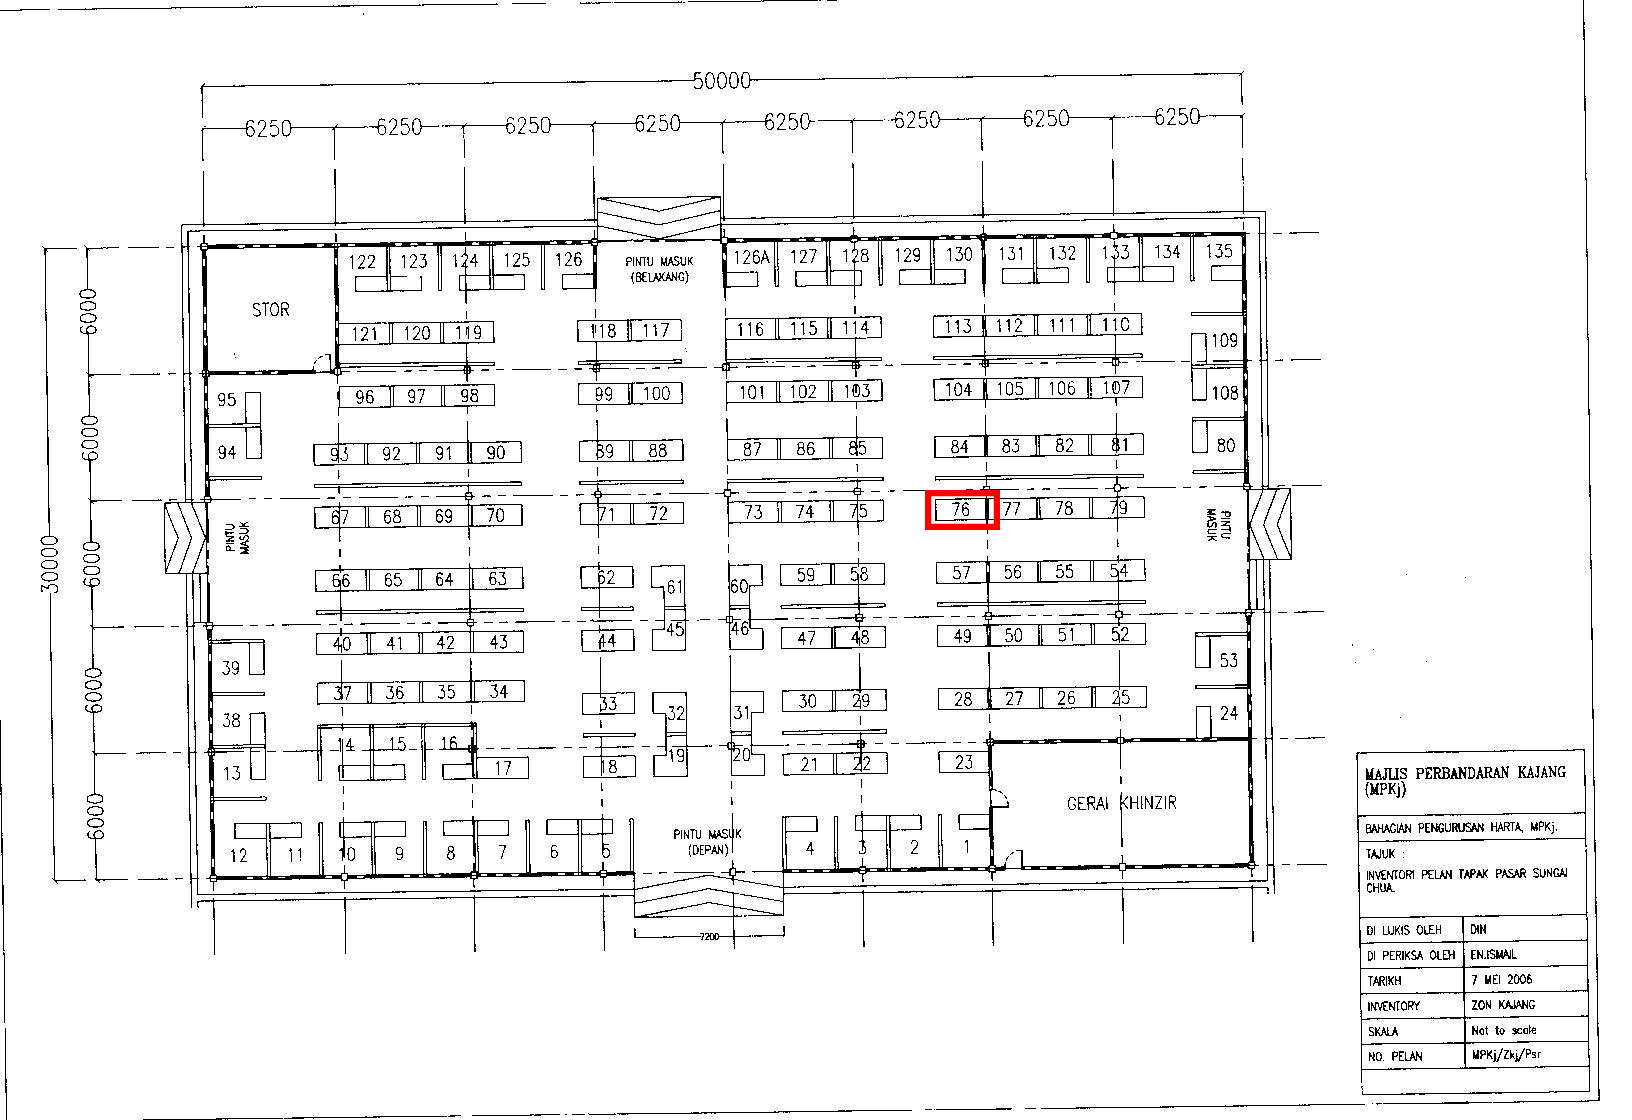 50000
6250 6250 6250 6250 6250 6250 6250 6250
PINTU MASUK
(BELAKANG)
122 123 124 125 126 126A 127 128 129 130 131 132 133 134 135
STOR
6000
121 120 119 118 117 116 115 114 113 112 111 110
109
96 97 98 99 100 101 102 103 104 105 106 107
108
95
94
6000
93 92 91 90 89 88 87 86 85 84 83 82 81
80
67 68 69 70 71 72 73 74 75 76 77 78 79
PINTU
MASUK
PINTU
MASUK
30000
6000
66 65 64 63 62 61 60 59 58 57 56 55 54
40 41 42 43 44 45 46 47 48 49 50 51 52
53
39
38
6000
37 36 35 34 33 32 31 30 29 28 27 26 25
24
14 15 16
13
17 18 19 20 21 22 23
GERAI KHINZIR
6000
PINTU MASUK
(DEPAN)
12 11 10 9 8 7 6 5 4 3 2 1
7200
MAJLIS PERBANDARAN KAJANG
(MPKj)
BAHAGIAN PENGURUSAN HARTA, MPKj.
TAJUK :
INVENTORI PELAN TAPAK PASAR SUNGAI
CHUA.
DI LUKIS OLEH DIN
DI PERIKSA OLEH EN.ISMAIL
TARIKH 7 MEI 2006
INVENTORY ZON KAJANG
SKALA Not to scale
NO. PELAN MPKj/Zkj/Psr